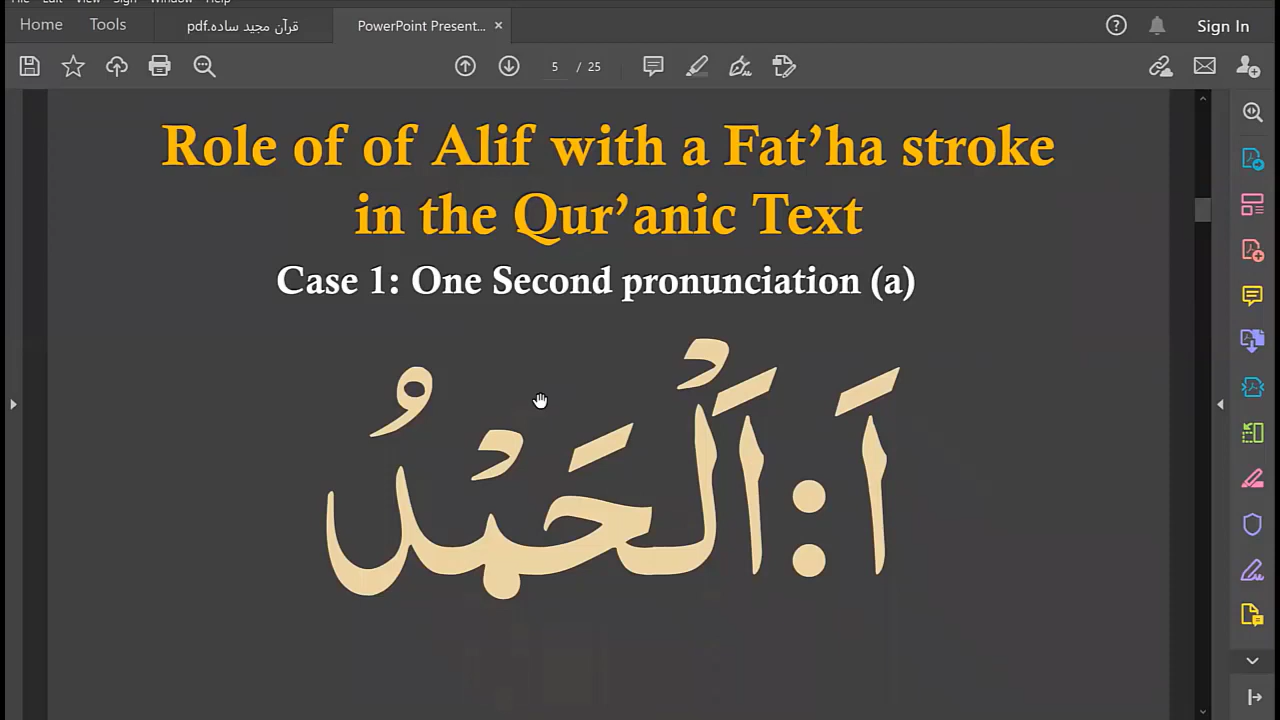 Home Tools قرآن مجید ساده.pdf PowerPoint Present... × Sign In
5 / 25
Role of of Alif with a Fat’ha stroke
in the Qur’anic Text
Case 1: One Second pronunciation (a)
اَ : اَلْحَمْدُ